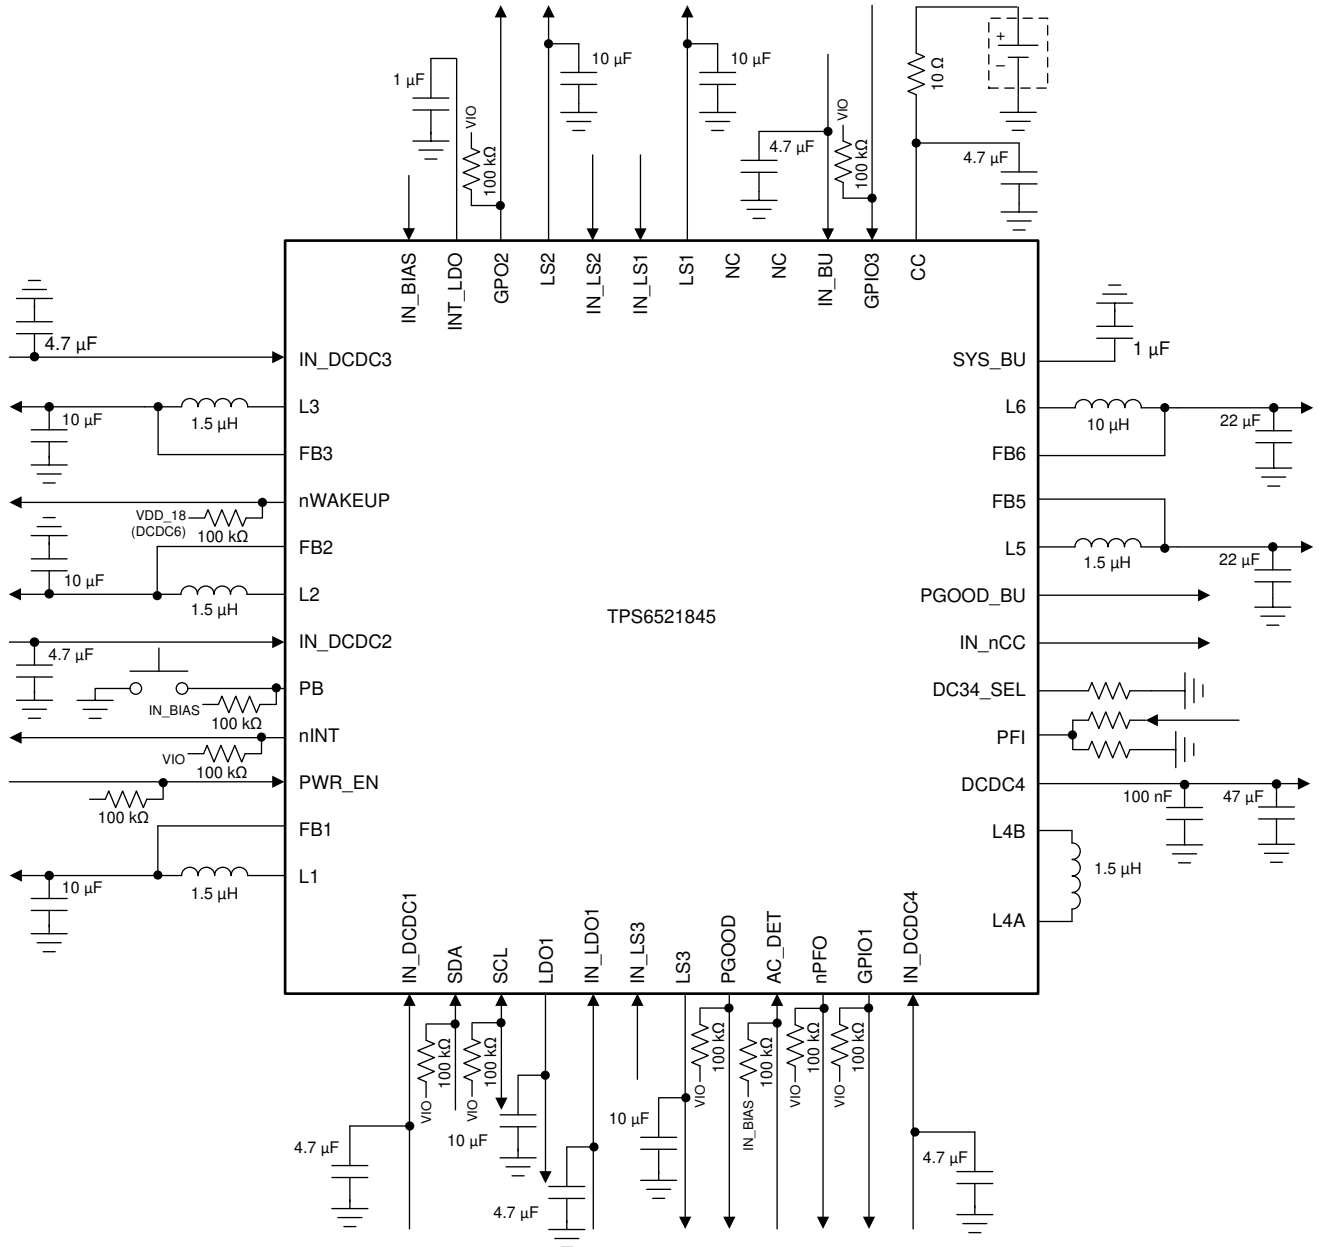 1 µF
VIO
100 kΩ
10 µF
10 µF
4.7 µF
VIO
100 kΩ
10 Ω
+
–
4.7 µF
IN_BIAS
INT_LDO
GPO2
LS2
IN_LS2
IN_LS1
LS1
NC
NC
IN_BU
GPIO3
CC
4.7 µF
IN_DCDC3
10 µF
1.5 µH
L3
FB3
nWAKEUP
VDD_18
(DCDC6)
100 kΩ
FB2
10 µF
1.5 µH
L2
IN_DCDC2
4.7 µF
PB
IN_BIAS
100 kΩ
nINT
VIO
100 kΩ
PWR_EN
100 kΩ
FB1
10 µF
1.5 µH
L1
TPS6521845
SYS_BU
1 µF
L6
10 µH
22 µF
FB6
FB5
L5
1.5 µH
22 µF
PGOOD_BU
IN_nCC
DC34_SEL
PFI
DCDC4
100 nF
47 µF
L4B
1.5 µH
L4A
IN_DCDC1
SDA
SCL
LDO1
IN_LDO1
IN_LS3
LS3
PGOOD
AC_DET
nPFO
GPIO1
IN_DCDC4
4.7 µF
100 kΩ
VIO
100 kΩ
VIO
10 µF
4.7 µF
10 µF
100 kΩ
VIO
100 kΩ
IN_BIAS
100 kΩ
VIO
100 kΩ
VIO
4.7 µF